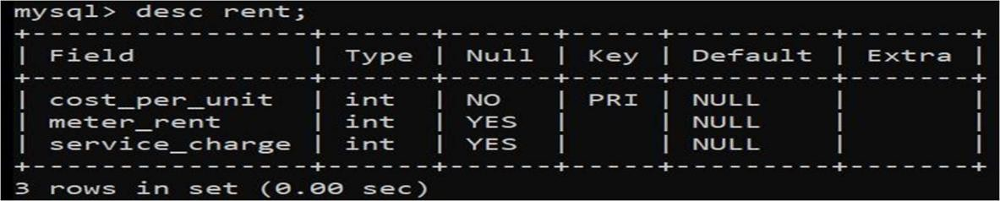 mysql> desc rent;
+-----------------+------+------+-----+---------+-------+
| Field           | Type | Null | Key | Default | Extra |
+-----------------+------+------+-----+---------+-------+
| cost_per_unit   | int  | NO   | PRI | NULL    |       |
| meter_rent      | int  | YES  |     | NULL    |       |
| service_charge  | int  | YES  |     | NULL    |       |
+-----------------+------+------+-----+---------+-------+
3 rows in set (0.00 sec)